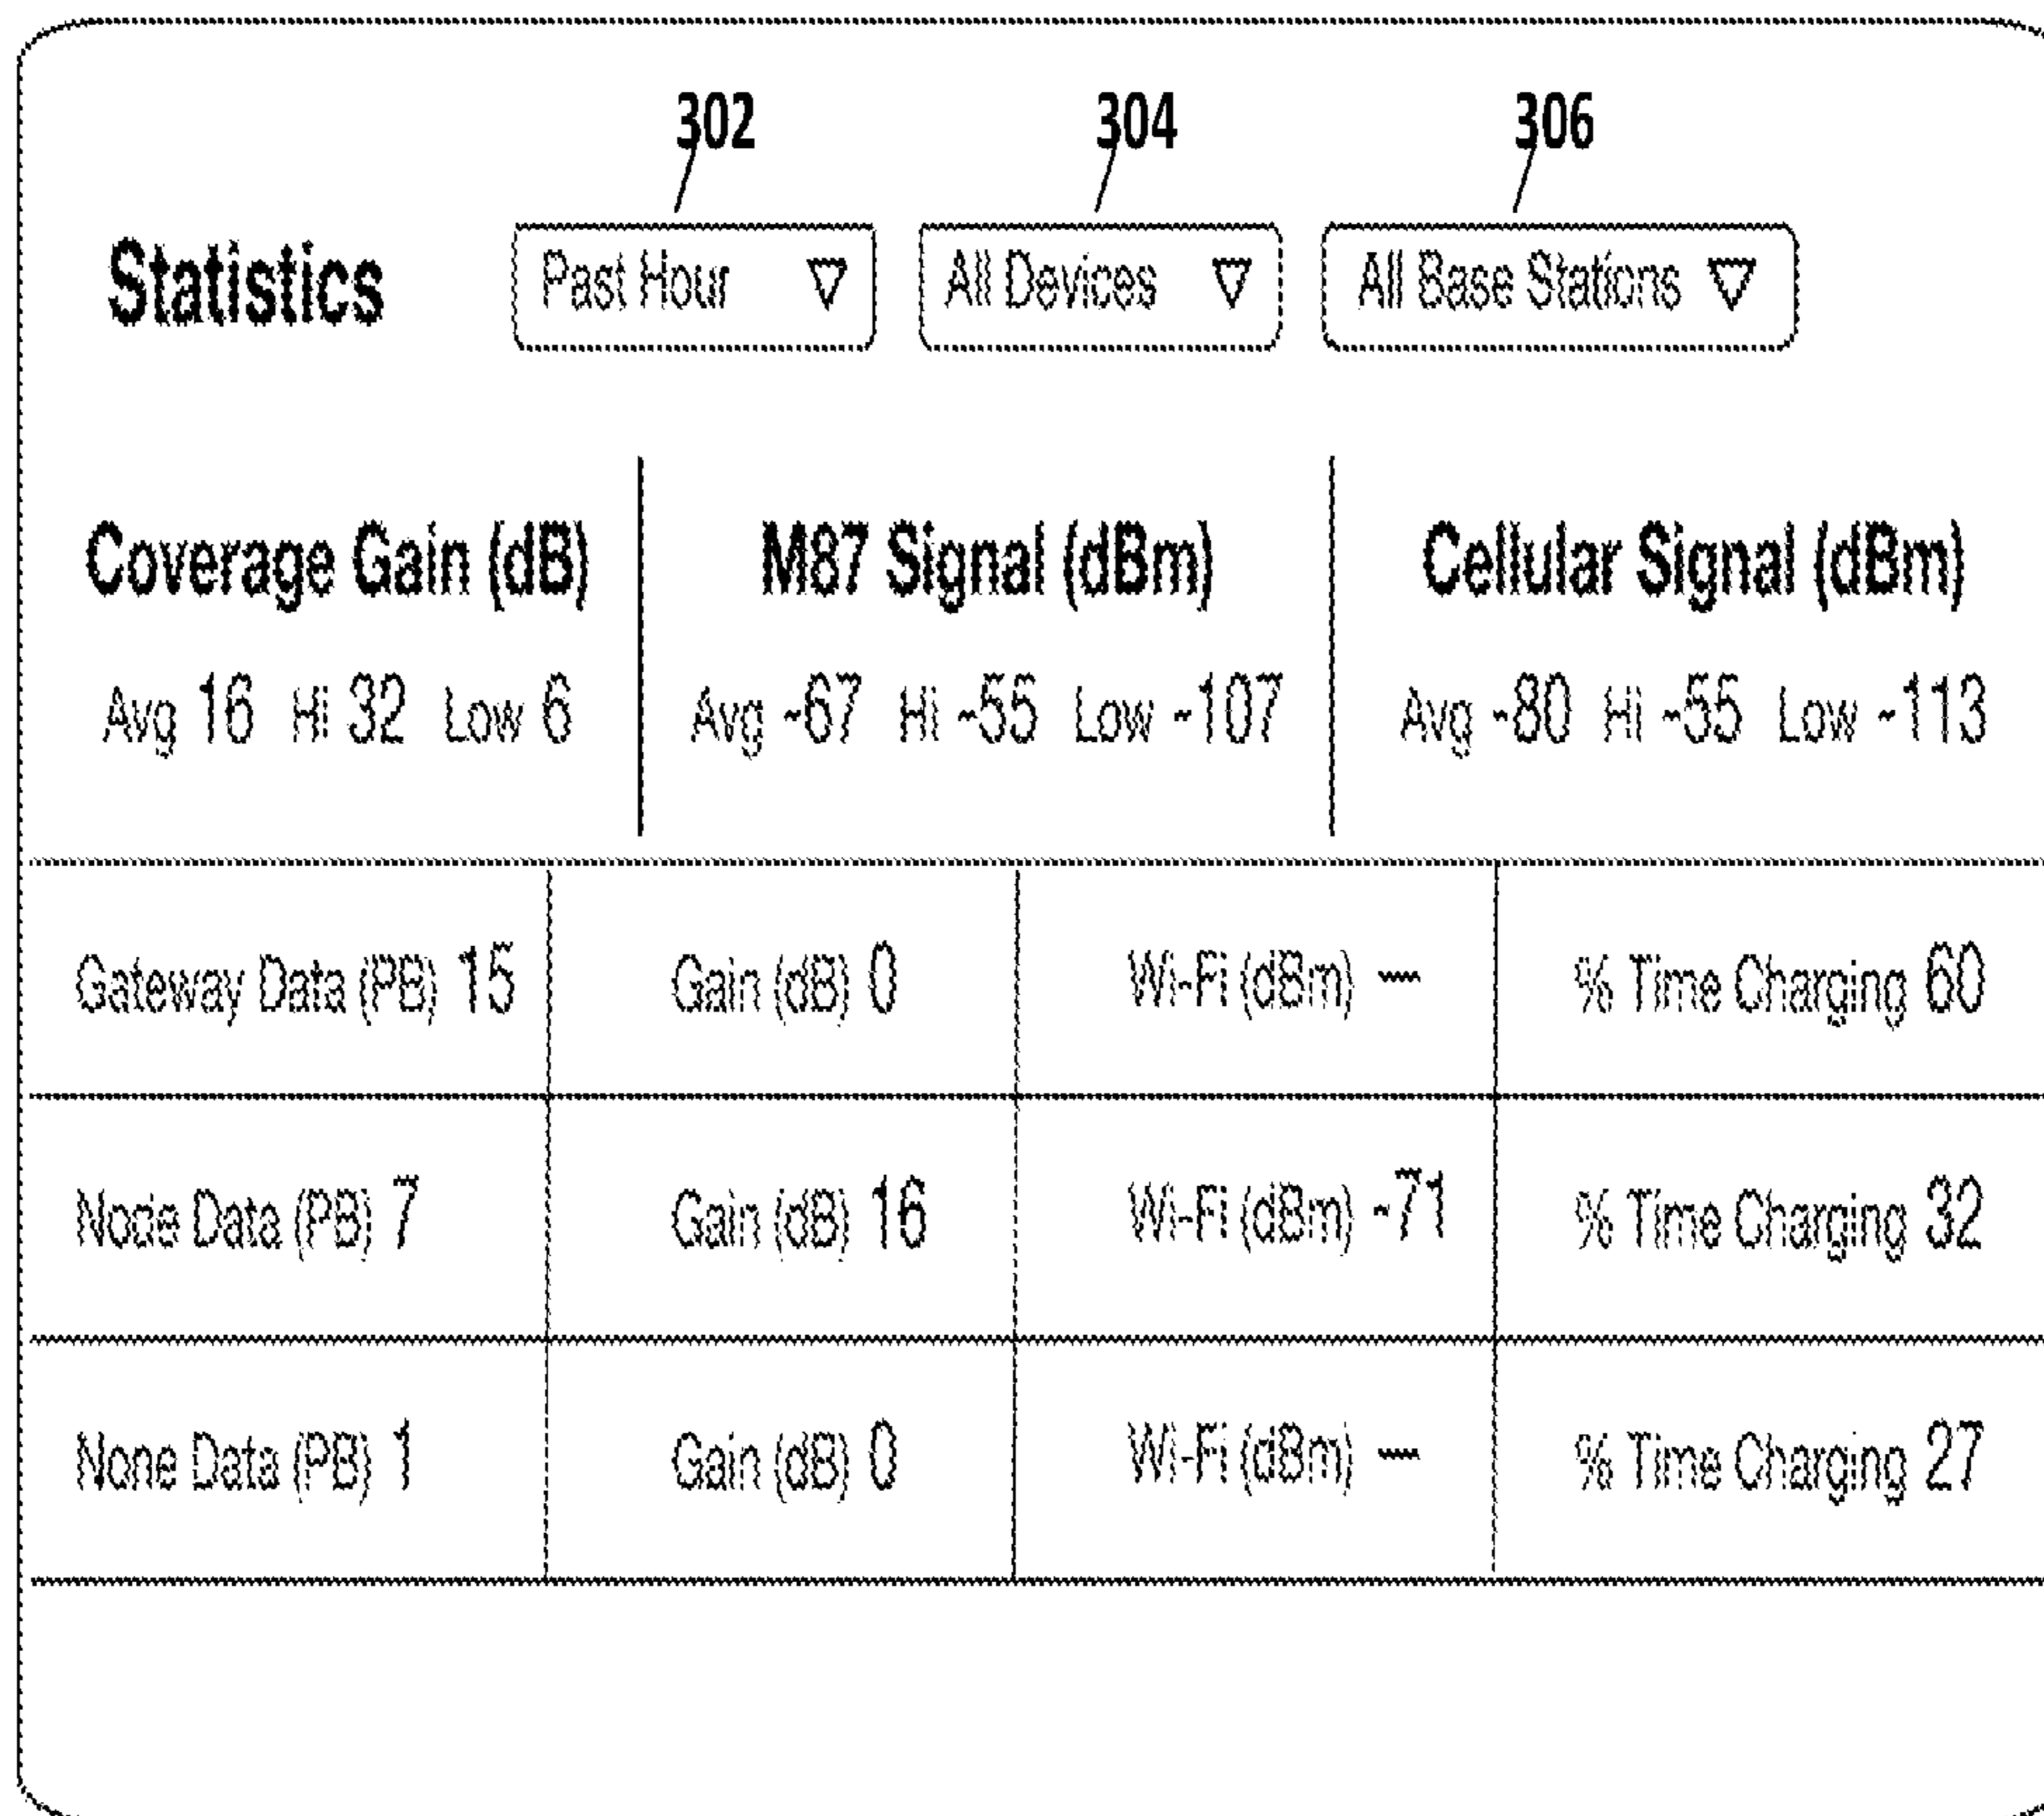 302 304 306
Statistics Past Hour All Devices All Base Stations
Coverage Gain (dB) M87 Signal (dBm) Cellular Signal (dBm)
Avg 16 Hi 32 Low 6 Avg -67 Hi -55 Low -107 Avg -80 Hi -55 Low -113
Gateway Data (PB) 15 Gain (dB) 0 Wi-Fi (dBm) — % Time Charging 60
Node Data (PB) 7 Gain (dB) 16 Wi-Fi (dBm) -71 % Time Charging 32
None Data (PB) 1 Gain (dB) 0 Wi-Fi (dBm) — % Time Charging 27